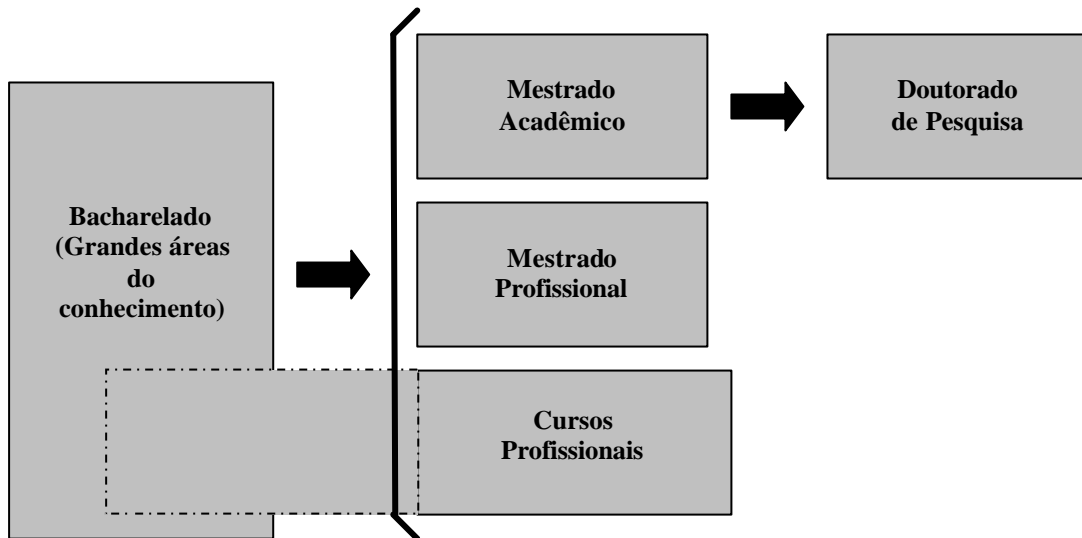 Bacharelado
(Grandes áreas
do
conhecimento)
Mestrado
Acadêmico
Doutorado
de Pesquisa
Mestrado
Profissional
Cursos
Profissionais